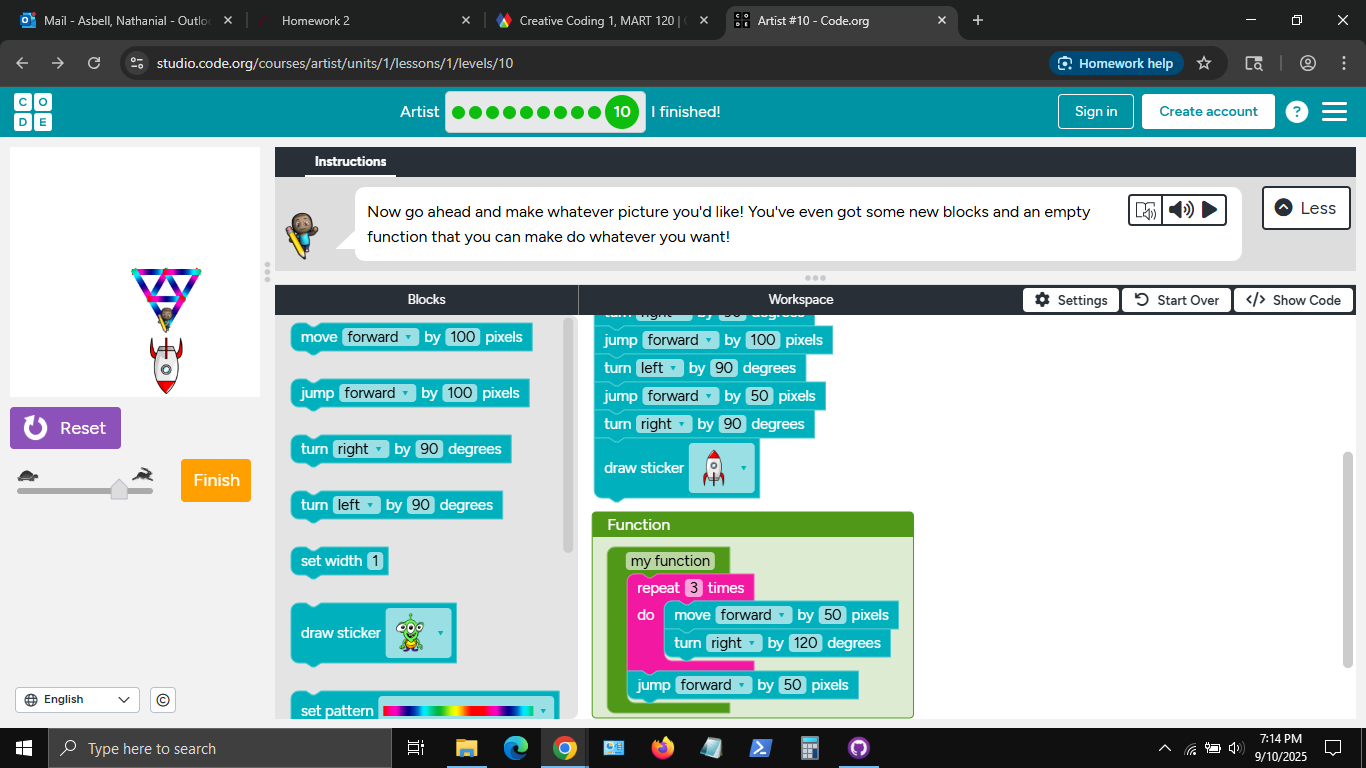 Mail - Asbell, Nathanial - Outlo
Homework 2
Creative Coding 1, MART 120 |
Artist #10 - Code.org
studio.code.org/courses/artist/units/1/lessons/1/levels/10
Homework help
C O
D E
Artist
10
I finished!
Sign in
Create account
?
Instructions
Now go ahead and make whatever picture you'd like! You've even got some new blocks and an empty
function that you can make do whatever you want!
Less
Blocks
Workspace
Settings
Start Over
</> Show Code
Reset
Finish
English
©
move forward by 100 pixels
jump forward by 100 pixels
turn right by 90 degrees
turn left by 90 degrees
set width 1
draw sticker
set pattern
turn right by 90 degrees
jump forward by 100 pixels
turn left by 90 degrees
jump forward by 50 pixels
turn right by 90 degrees
draw sticker
Function
my function
repeat 3 times
do move forward by 50 pixels
turn right by 120 degrees
jump forward by 50 pixels
Type here to search
7:14 PM
9/10/2025